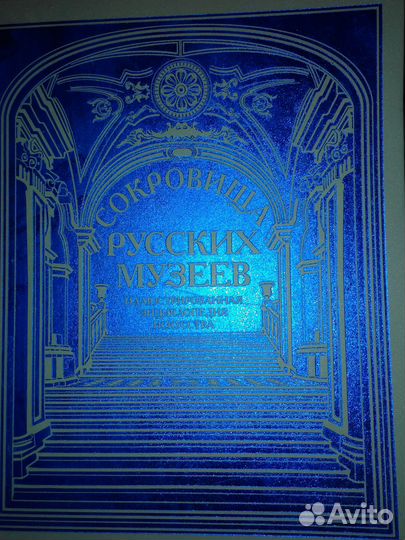 СОКРОВИЩА
РУССКИХ
МУЗЕЕВ
ИЛЛЮСТРИРОВАННАЯ
ЭНЦИКЛОПЕДИЯ
ИСКУССТВА
Avito